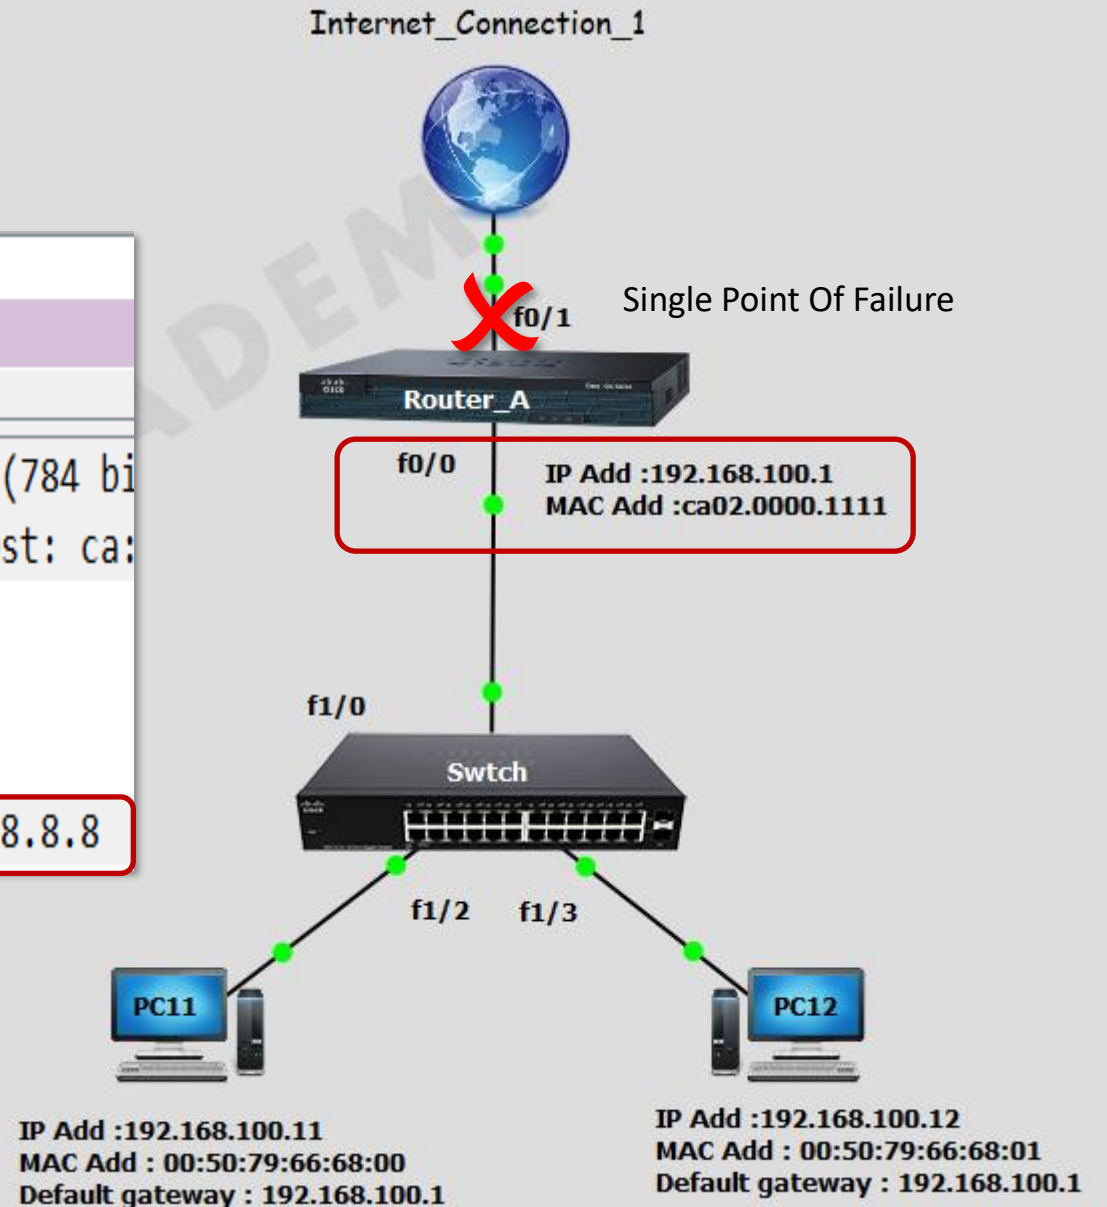 Internet_Connection_1
f0/1
Single Point Of Failure
Router_A
f0/0
IP Add :192.168.100.1
MAC Add :ca02.0000.1111
(784 bi
st: ca:
8.8.8
f1/0
Swtch
f1/2
f1/3
PC11
PC12
IP Add :192.168.100.11
MAC Add : 00:50:79:66:68:00
Default gateway : 192.168.100.1
IP Add :192.168.100.12
MAC Add : 00:50:79:66:68:01
Default gateway : 192.168.100.1
ADEM